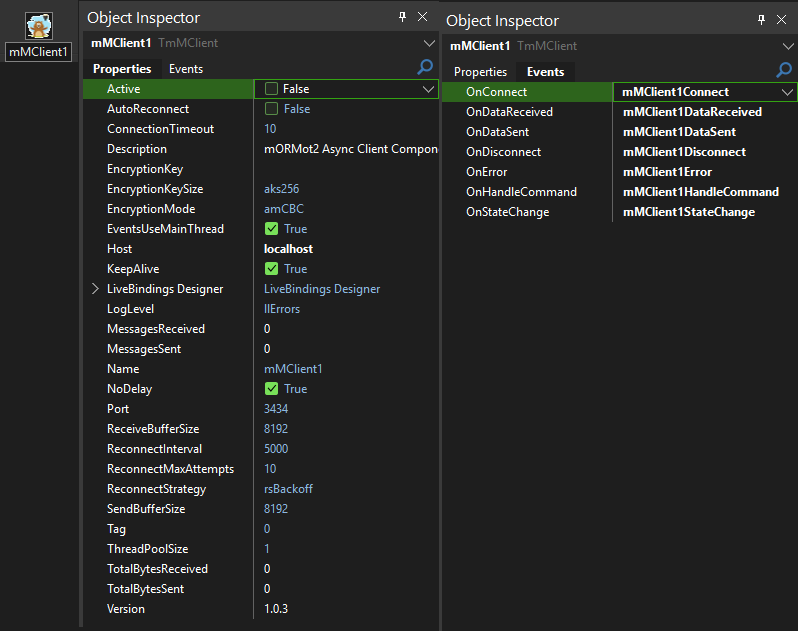 mMClient1
Object Inspector
mMClient1 TmMClient
Properties Events
Active False
AutoReconnect False
ConnectionTimeout 10
Description mORMot2 Async Client Compon
EncryptionKey
EncryptionKeySize aks256
EncryptionMode amCBC
EventsUseMainThread True
Host localhost
KeepAlive True
LiveBindings Designer LiveBindings Designer
LogLevel llErrors
MessagesReceived 0
MessagesSent 0
Name mMClient1
NoDelay True
Port 3434
ReceiveBufferSize 8192
ReconnectInterval 5000
ReconnectMaxAttempts 10
ReconnectStrategy rsBackoff
SendBufferSize 8192
Tag 0
ThreadPoolSize 1
TotalBytesReceived 0
TotalBytesSent 0
Version 1.0.3
Object Inspector
mMClient1 TmMClient
Properties Events
OnConnect mMClient1Connect
OnDataReceived mMClient1DataReceived
OnDataSent mMClient1DataSent
OnDisconnect mMClient1Disconnect
OnError mMClient1Error
OnHandleCommand mMClient1HandleCommand
OnStateChange mMClient1StateChange